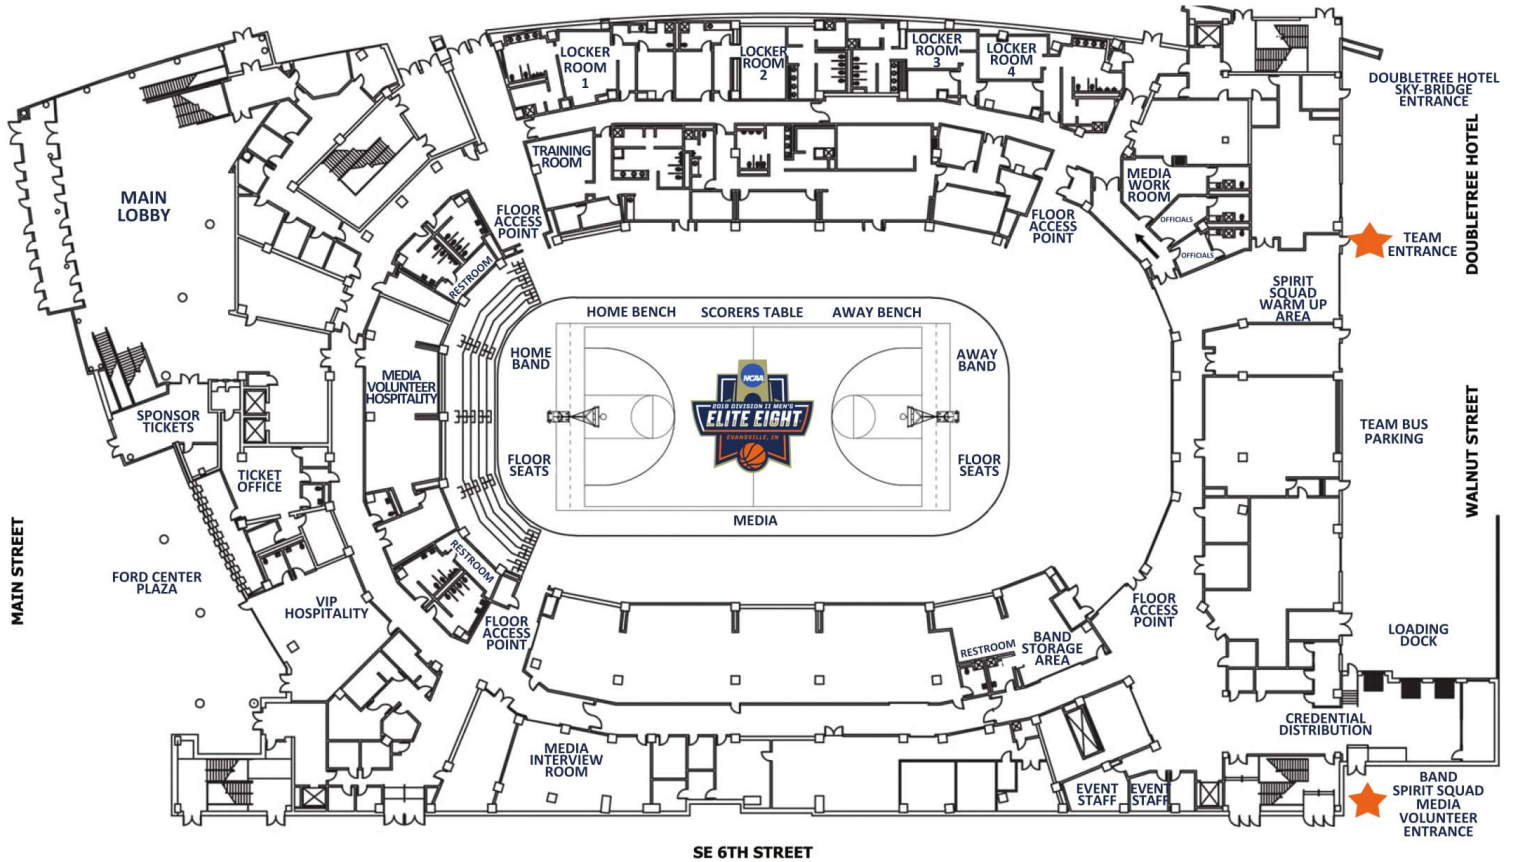 LOCKER
ROOM
1
LOCKER
ROOM
2
LOCKER
ROOM
3
LOCKER
ROOM
4
DOUBLETREE HOTEL
SKY-BRIDGE
ENTRANCE
DOUBLETREE HOTEL
TRAINING
ROOM
MEDIA
WORK
ROOM
MAIN
LOBBY
FLOOR
ACCESS
POINT
FLOOR
ACCESS
POINT
OFFICIALS
OFFICIALS
TEAM
ENTRANCE
RESTROOM
SPIRIT
SQUAD
WARM UP
AREA
HOME BENCH
SCORERS TABLE
AWAY BENCH
HOME
BAND
AWAY
BAND
NCAA
2019 DIVISION II MEN'S
ELITE EIGHT
EVANSVILLE, IN
MEDIA
VOLUNTEER
HOSPITALITY
SPONSOR
TICKETS
TEAM BUS
PARKING
WALNUT STREET
FLOOR
SEATS
FLOOR
SEATS
TICKET
OFFICE
MEDIA
MAIN STREET
FORD CENTER
PLAZA
RESTROOM
VIP
HOSPITALITY
FLOOR
ACCESS
POINT
FLOOR
ACCESS
POINT
RESTROOM
BAND
STORAGE
AREA
LOADING
DOCK
CREDENTIAL
DISTRIBUTION
MEDIA
INTERVIEW
ROOM
EVENT
STAFF
EVENT
STAFF
BAND
SPIRIT SQUAD
MEDIA
VOLUNTEER
ENTRANCE
SE 6TH STREET